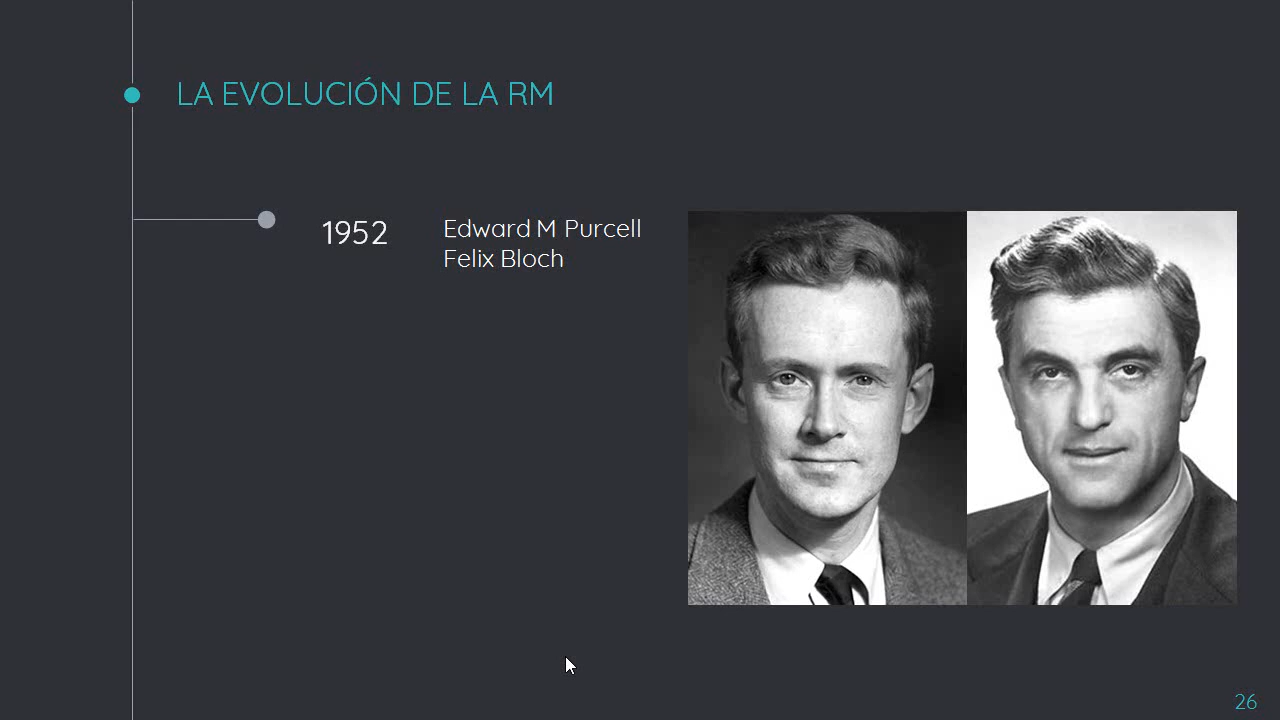 LA EVOLUCIÓN DE LA RM
1952
Edward M Purcell
Felix Bloch
26